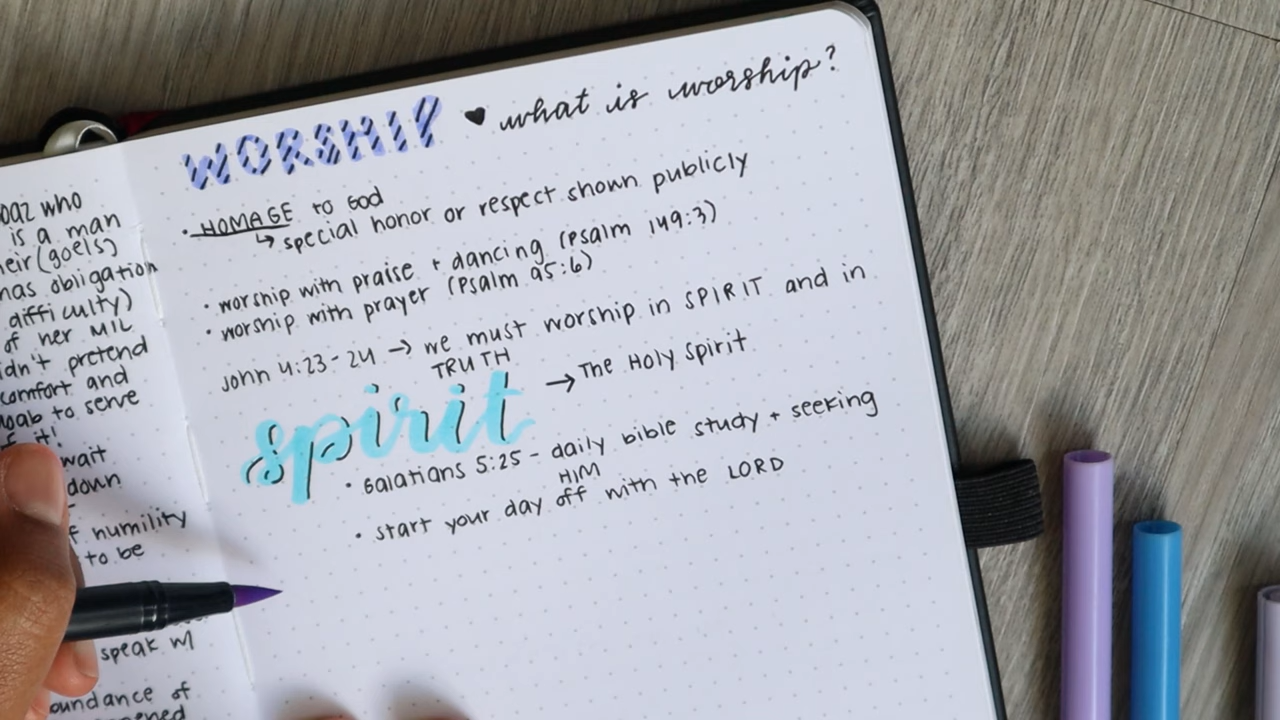 oaz who
is a man
heir (goels)
has obligation
difficulty)
of her MIL
idn't pretend
comfort and
oab to serve
it!
wait
down
f humility
to be
speak
undance of
WORSHIP ♥ what is worship?
• HOMAGE to God
↳ special honor or respect shown publicly
• worship with praise + dancing (Psalm 149:3)
• worship with prayer (Psalm 95:6)
John 4:23-24 → we must worship in SPIRIT and in
TRUTH
spirit → The Holy Spirit
• Galatians 5:25 - daily bible study + seeking
HIM
• start your day off with the LORD